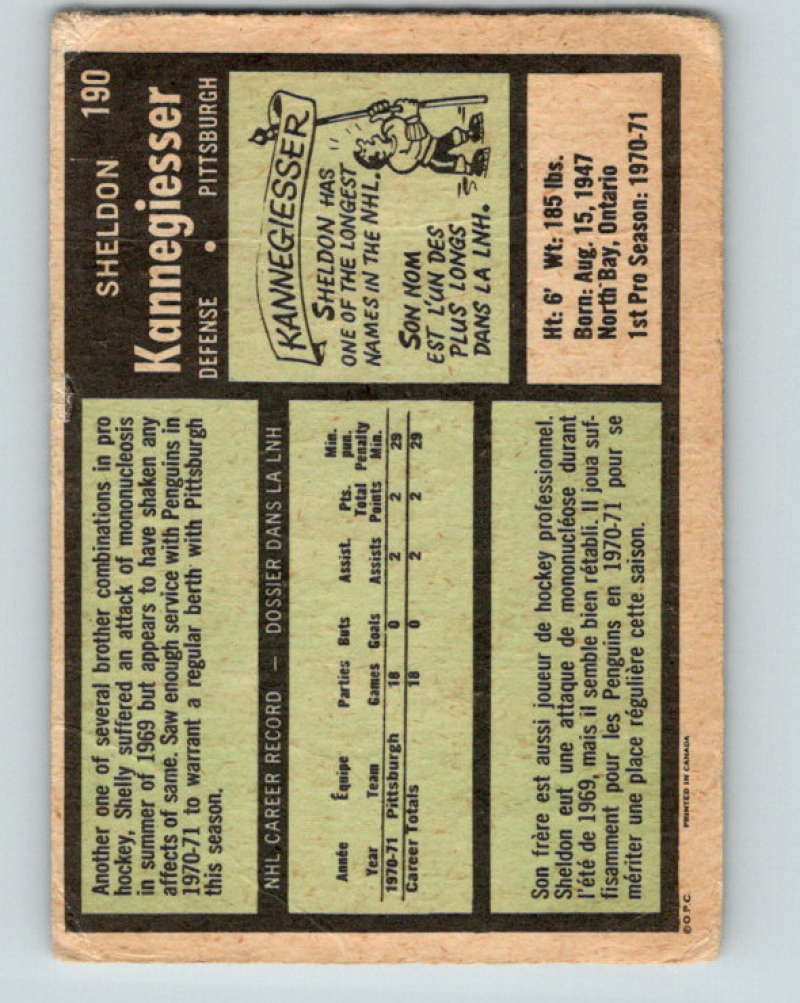 SHELDON 190
Kannegiesser
DEFENSE • PITTSBURGH
Another one of several brother combinations in pro
hockey, Shelly suffered an attack of mononucleosis
in summer of 1969 but appears to have shaken any
affects of same. Saw enough service with Penguins in
1970-71 to warrant a regular berth with Pittsburgh
this season.
KANNEGIESSER
SHELDON HAS
ONE OF THE LONGEST
NAMES IN THE NHL.
SON NOM
EST L'UN DES
PLUS LONGS
DANS LA LNH.
Ht: 6' Wt: 185 lbs.
Born: Aug. 15, 1947
North Bay, Ontario
1st Pro Season: 1970-71
NHL CAREER RECORD — DOSSIER DANS LA LNH
Min.
Année Équipe Parties Buts Assist. Pts. pun.
Total Penalty
Year Team Games Goals Assists Points Min.
1970-71 Pittsburgh 18 0 2 2 29
Career Totals 18 0 2 2 29
Son frère est aussi joueur de hockey professionnel.
Sheldon eut une attaque de mononucléose durant
l'été de 1969, mais il semble bien rétabli. Il joua suf-
fisamment pour les Penguins en 1970-71 pour se
mériter une place régulière cette saison.
©O.P.C. PRINTED IN CANADA